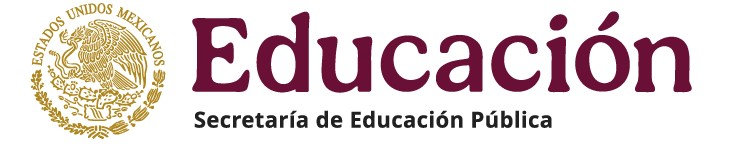 ESTADOS UNIDOS MEXICANOS
Educación
Secretaría de Educación Pública